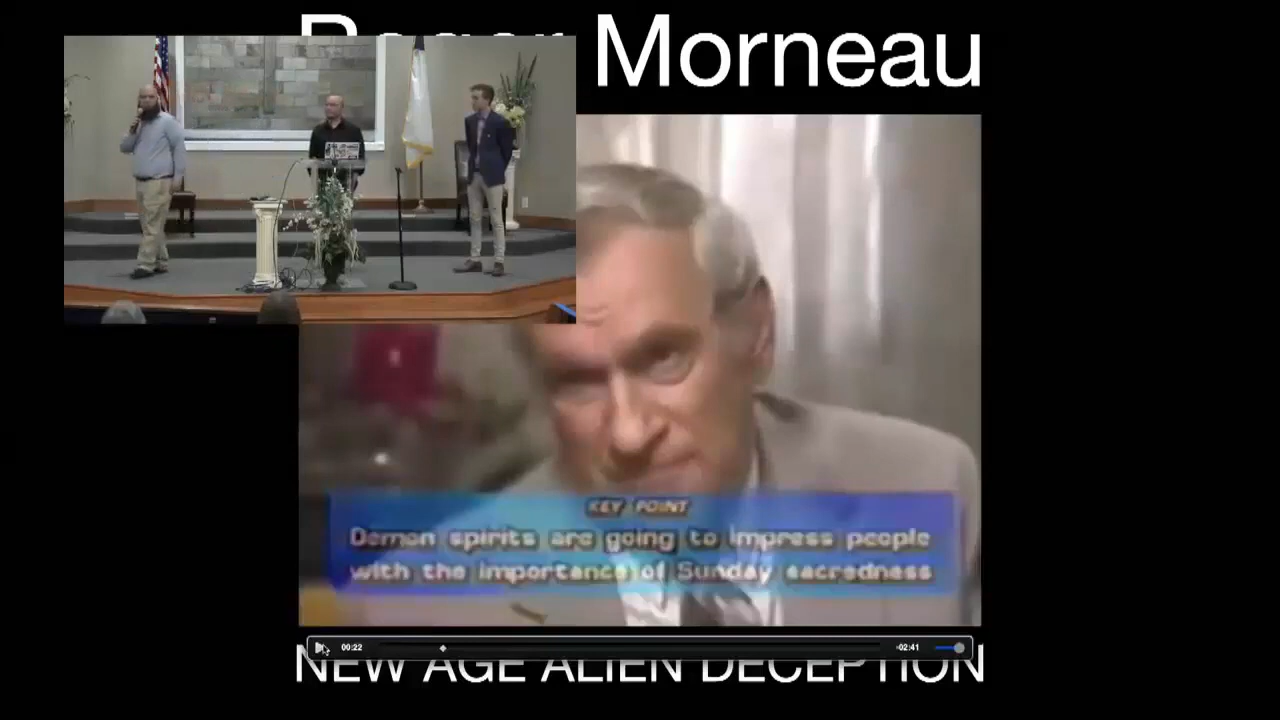 Roger Morneau
KEY POINT
Demon spirits are going to impress people
with the importance of Sunday sacredness
00:22
-02:41
NEW AGE ALIEN DECEPTION